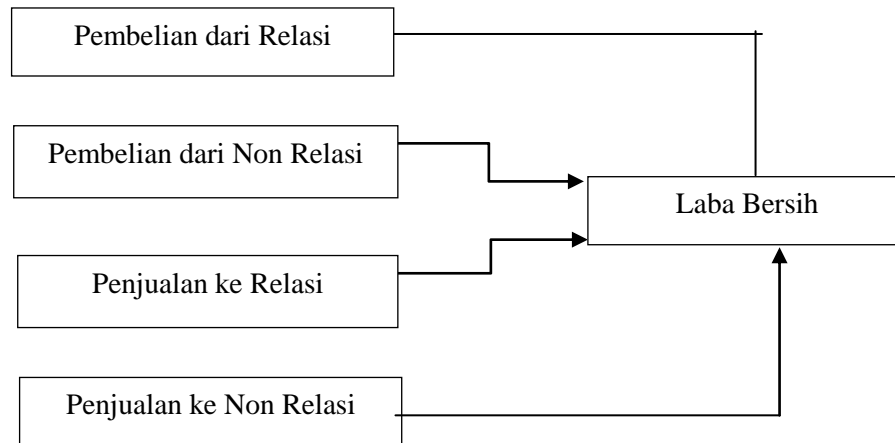 Pembelian dari Relasi
Pembelian dari Non Relasi
Laba Bersih
Penjualan ke Relasi
Penjualan ke Non Relasi